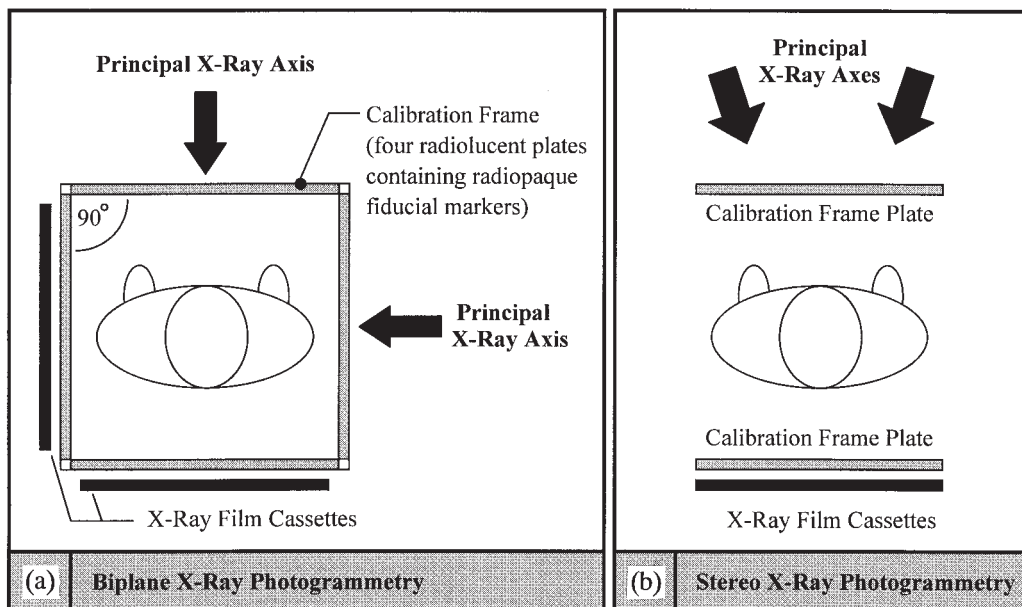 Principal X-Ray Axis
Calibration Frame
(four radiolucent plates
containing radiopaque
fiducial markers)
90°
Principal
X-Ray Axis
X-Ray Film Cassettes
(a) Biplane X-Ray Photogrammetry
Principal
X-Ray Axes
Calibration Frame Plate
Calibration Frame Plate
X-Ray Film Cassettes
(b) Stereo X-Ray Photogrammetry